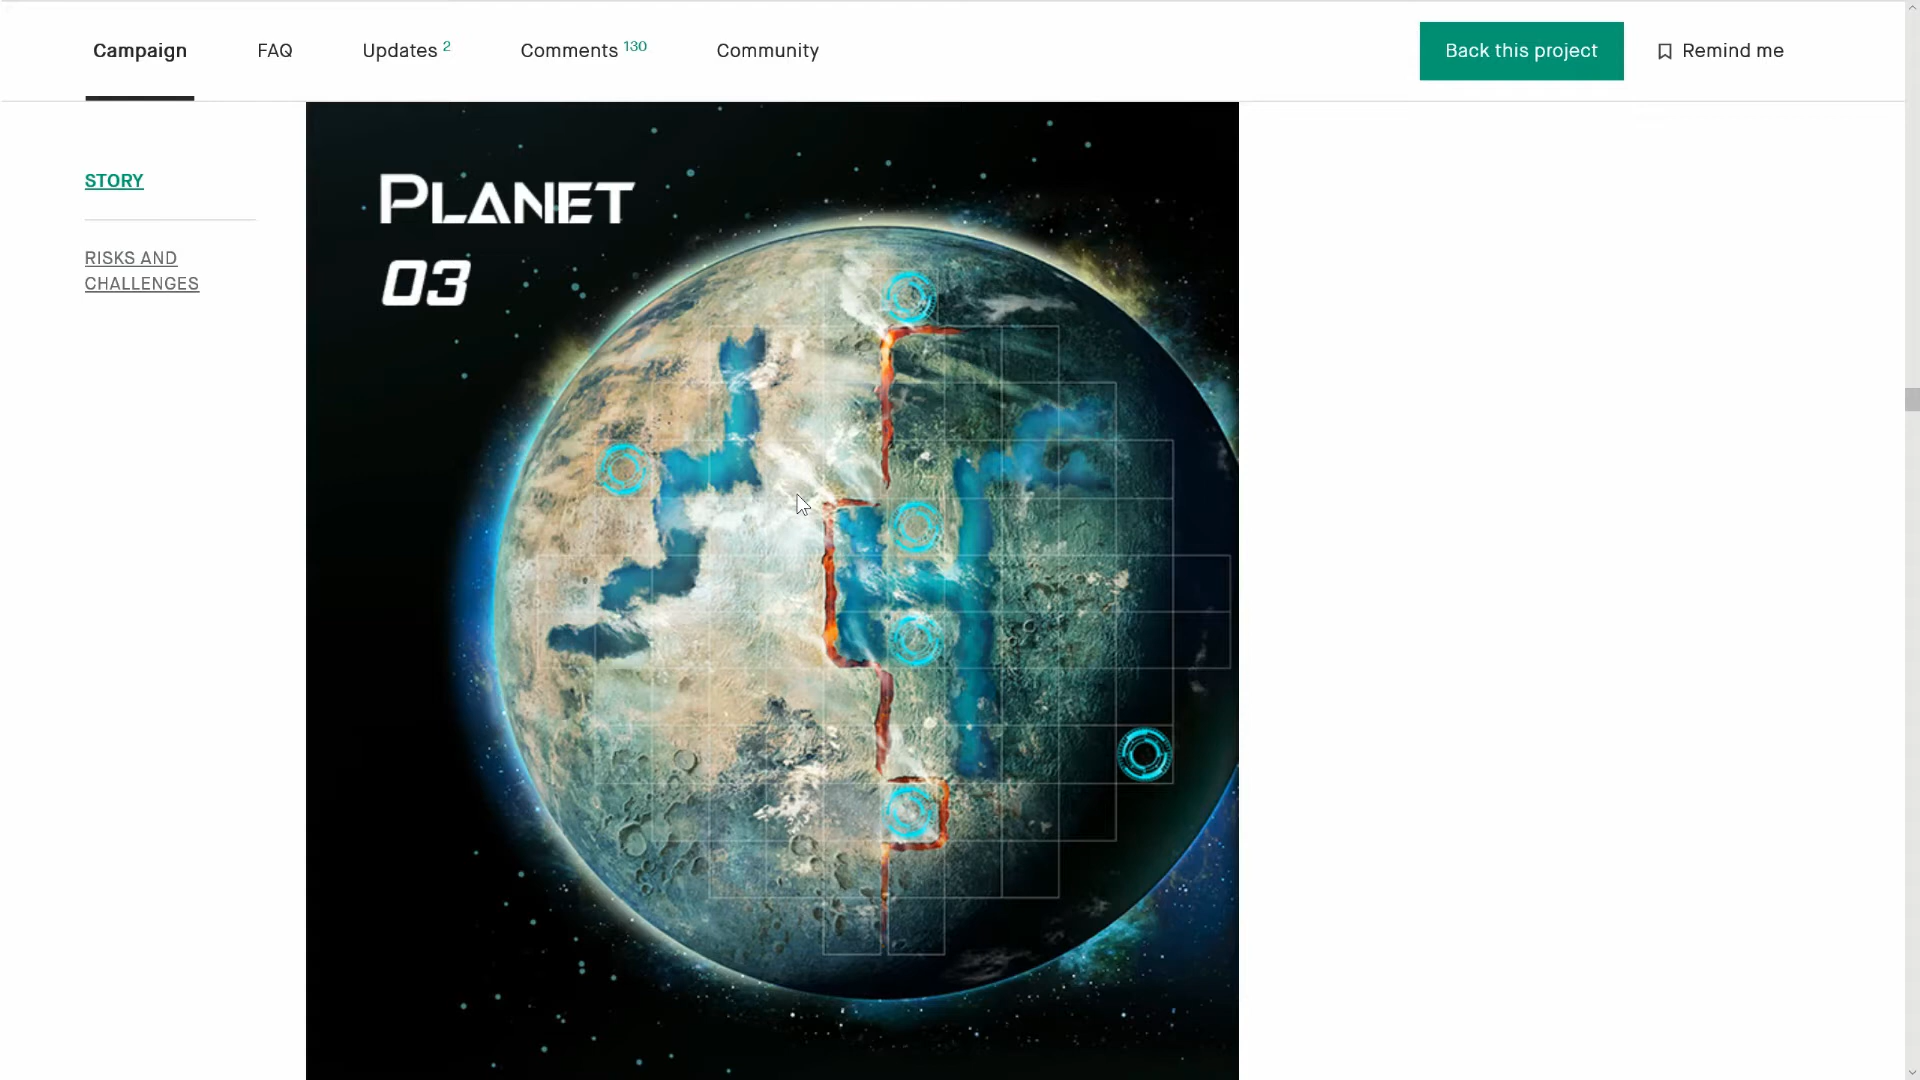 Campaign
FAQ
Updates 2
Comments 130
Community
Back this project
Remind me
STORY
RISKS AND
CHALLENGES
PLANET
03